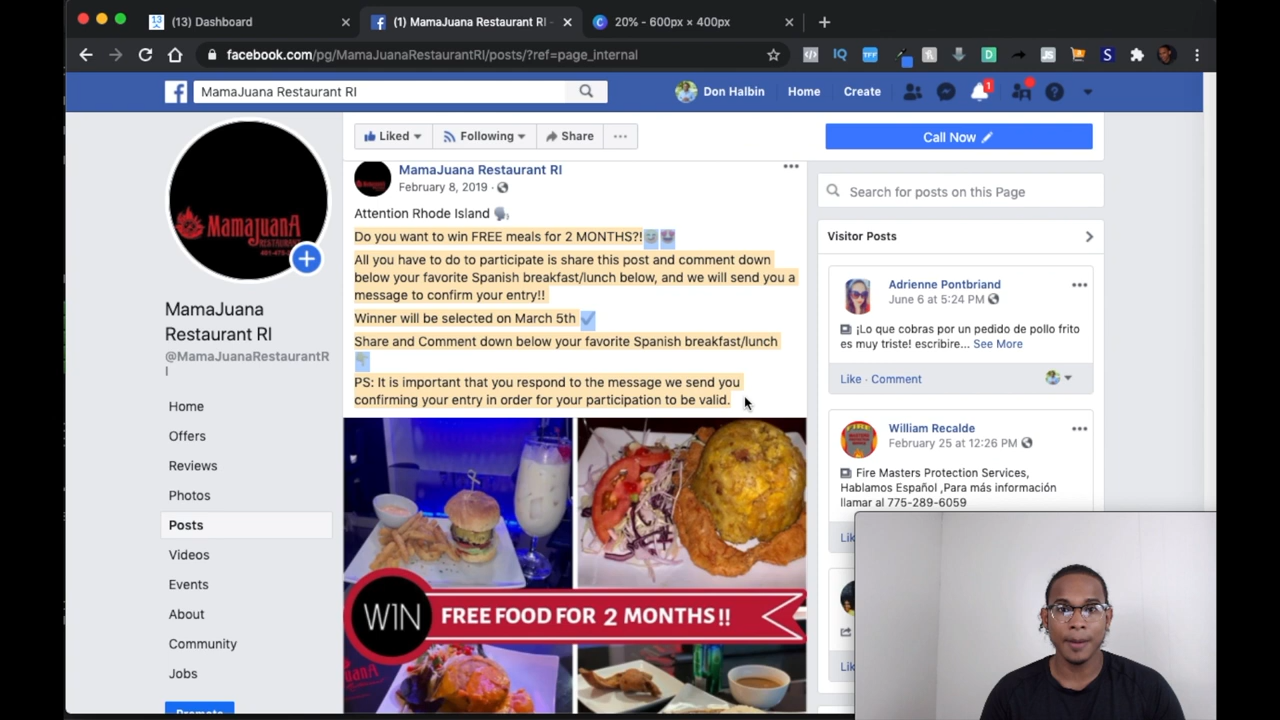 (13) Dashboard
(1) MamaJuana Restaurant RI -
20% - 600px × 400px
facebook.com/pg/MamaJuanaRestaurantRI/posts/?ref=page_internal
MamaJuana Restaurant RI
Don Halbin
Home
Create
1
Liked
Following
Share
Call Now
MamaJuana
RESTAURANT
MamaJuana
Restaurant RI
@MamaJuanaRestaurantR
I
Home
Offers
Reviews
Photos
Posts
Videos
Events
About
Community
Jobs
Promote
MamaJuana Restaurant RI
February 8, 2019
Attention Rhode Island
Do you want to win FREE meals for 2 MONTHS?!
All you have to do to participate is share this post and comment down
below your favorite Spanish breakfast/lunch below, and we will send you a
message to confirm your entry!!
Winner will be selected on March 5th
Share and Comment down below your favorite Spanish breakfast/lunch
PS: It is important that you respond to the message we send you
confirming your entry in order for your participation to be valid.
WIN
FREE FOOD FOR 2 MONTHS!!
Search for posts on this Page
Visitor Posts
Adrienne Pontbriand
June 6 at 5:24 PM
¡Lo que cobras por un pedido de pollo frito
es muy triste! escribire... See More
Like · Comment
William Recalde
February 25 at 12:26 PM
Fire Masters Protection Services,
Hablamos Español ,Para más información
llamar al 775-289-6059